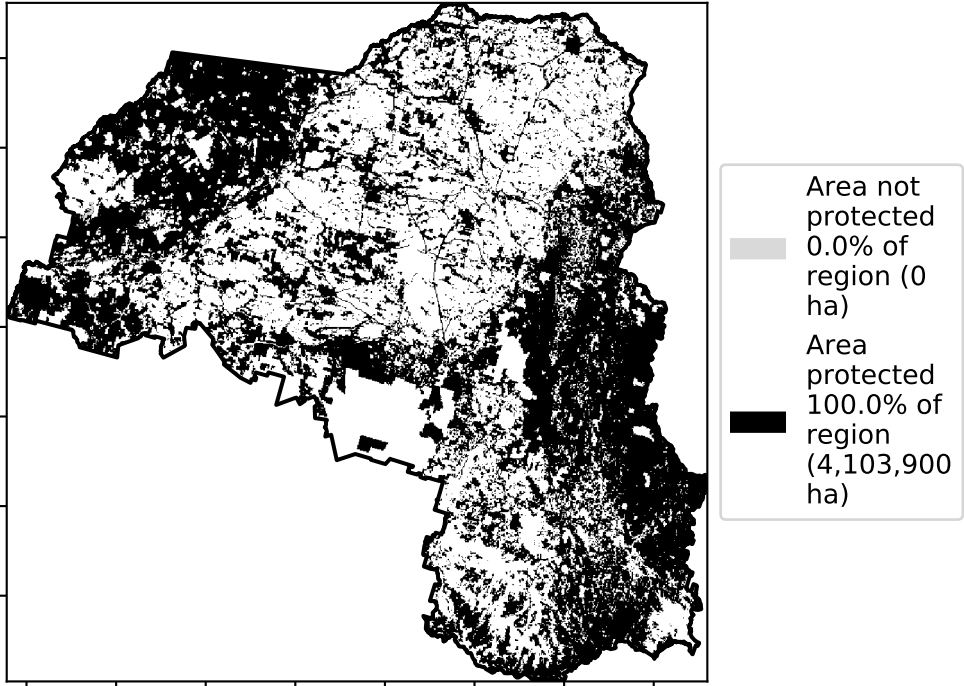 Area not
protected
0.0% of
region (0
ha)
Area
protected
100.0% of
region
(4,103,900
ha)